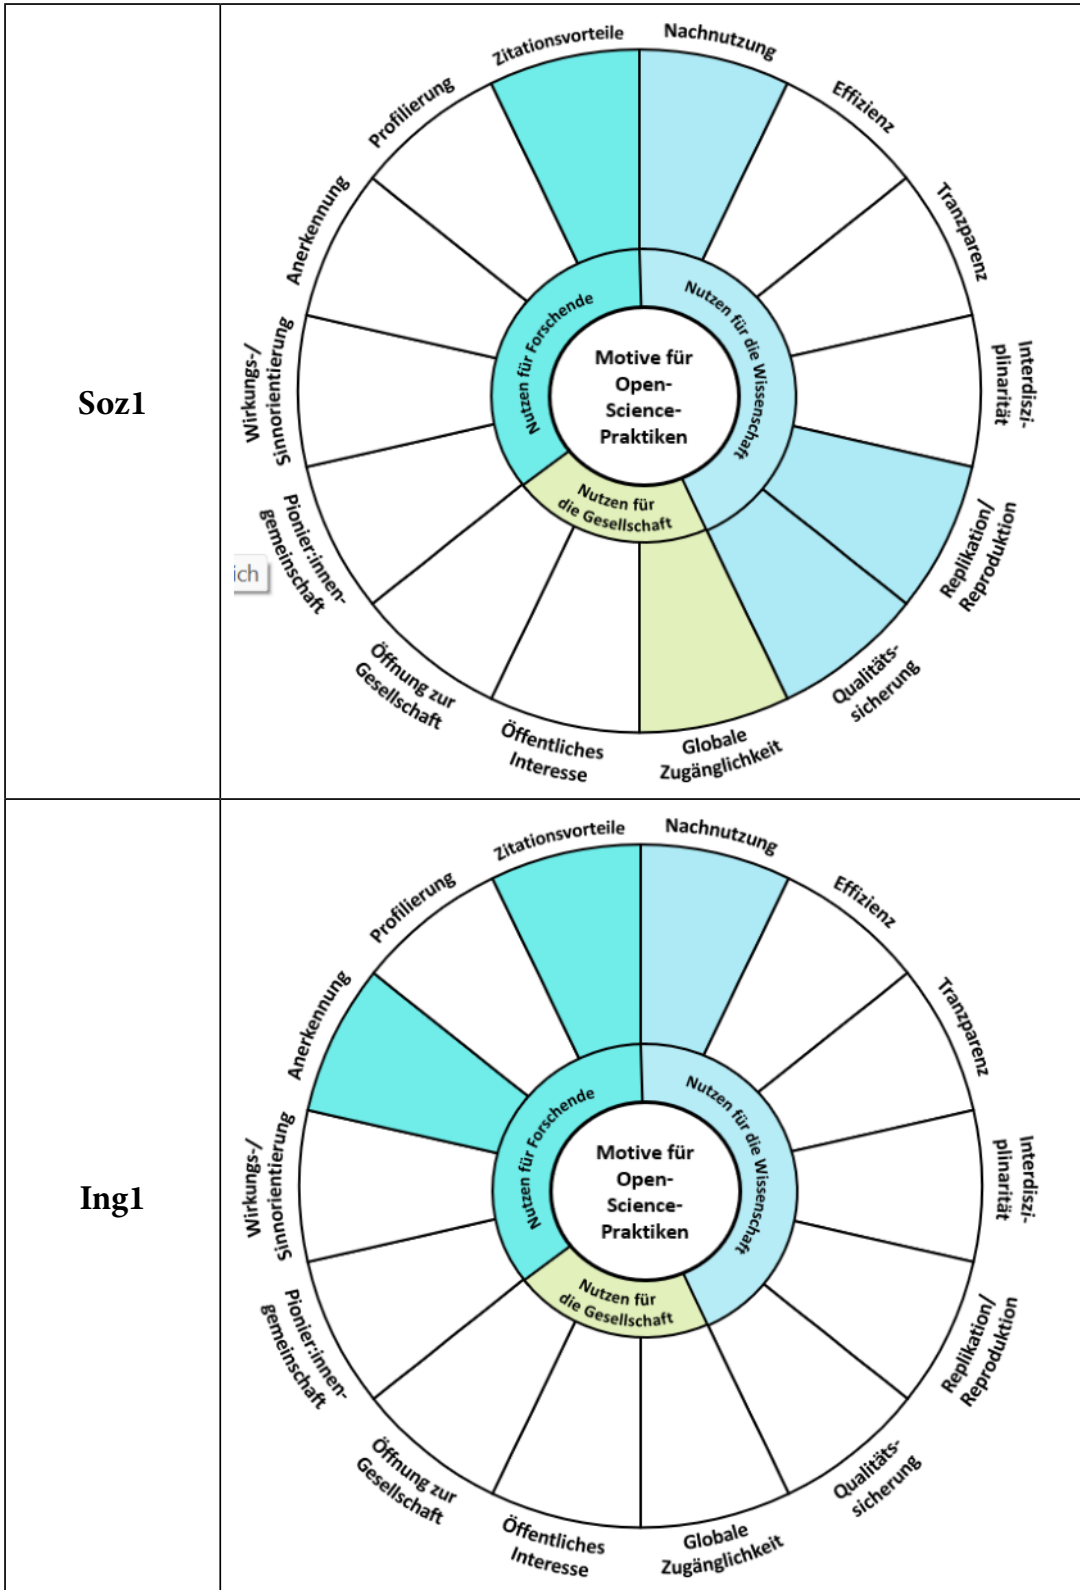 Soz1
Zitationsvorteile
Nachnutzung
Effizienz
Tranzparenz
Interdiszi-
plinarität
Replikation/
Reproduktion
Qualitäts-
sicherung
Globale
Zugänglichkeit
Öffentliches
Interesse
Öffnung zur
Gesellschaft
Pionier:innen-
gemeinschaft
Wirkungs-/
Sinnorientierung
Anerkennung
Profilierung
Nutzen für Forschende
Nutzen für die Wissenschaft
Nutzen für
die Gesellschaft
Motive für
Open-
Science-
Praktiken
ich
Ing1
Zitationsvorteile
Nachnutzung
Effizienz
Tranzparenz
Interdiszi-
plinarität
Replikation/
Reproduktion
Qualitäts-
sicherung
Globale
Zugänglichkeit
Öffentliches
Interesse
Öffnung zur
Gesellschaft
Pionier:innen-
gemeinschaft
Wirkungs-/
Sinnorientierung
Anerkennung
Profilierung
Nutzen für Forschende
Nutzen für die Wissenschaft
Nutzen für
die Gesellschaft
Motive für
Open-
Science-
Praktiken